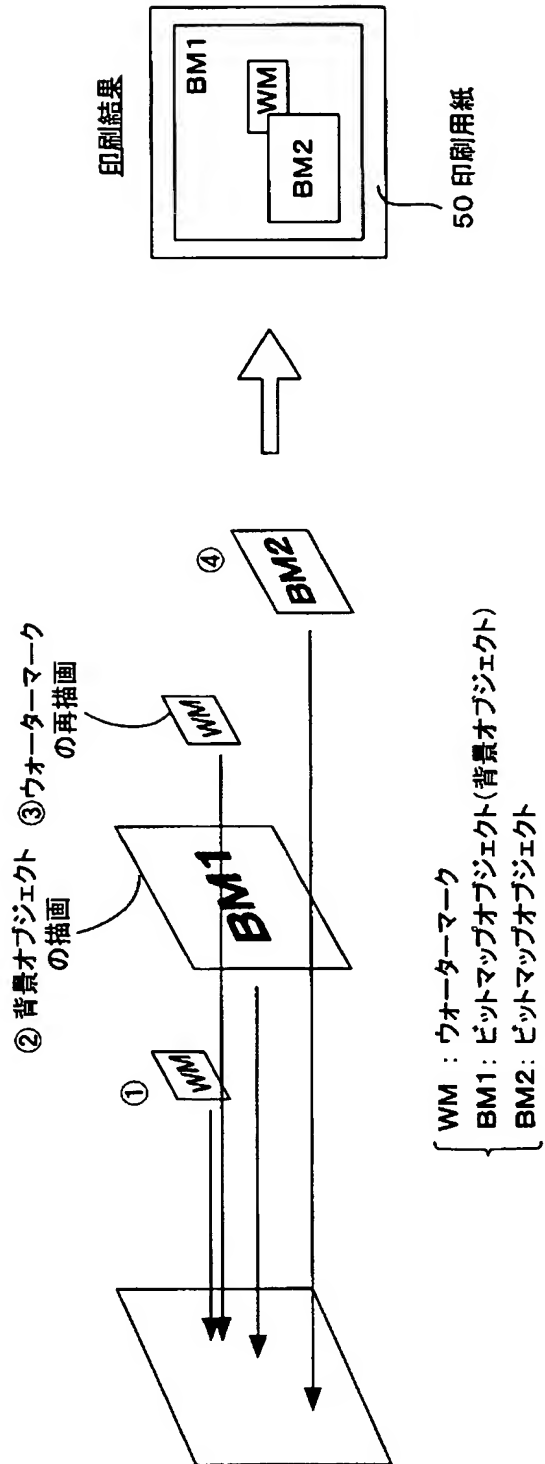 ①
WM
② 背景オブジェクト
の描画
BM1
③ウォーターマーク
の再描画
WM
④
BM2
印刷結果
BM1
WM
BM2
50 印刷用紙
WM : ウォーターマーク
BM1: ビットマップオブジェクト(背景オブジェクト)
BM2: ビットマップオブジェクト